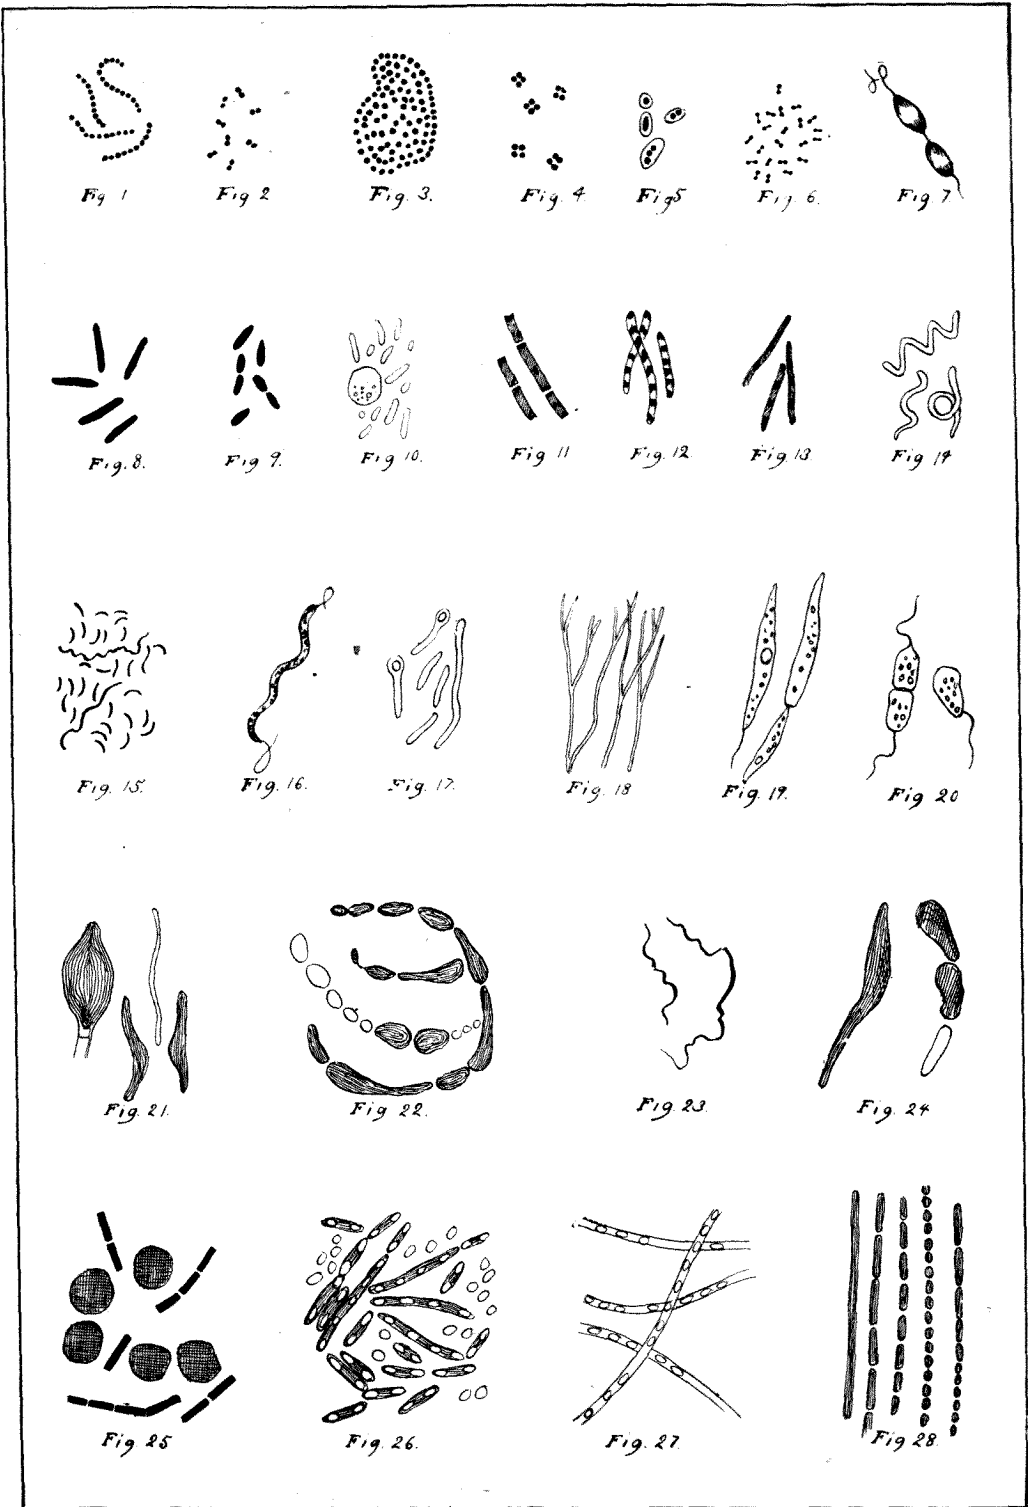 Fig 1
Fig 2
Fig. 3.
Fig. 4.
Fig 5
Fig. 6.
Fig 7.
Fig. 8.
Fig 9.
Fig 10.
Fig 11
Fig. 12
Fig. 13
Fig 14
Fig. 15.
Fig. 16.
Fig. 17.
Fig. 18
Fig. 19.
Fig 20
Fig. 21.
Fig 22.
Fig. 23.
Fig. 24
Fig. 25
Fig. 26.
Fig. 27.
Fig 28.